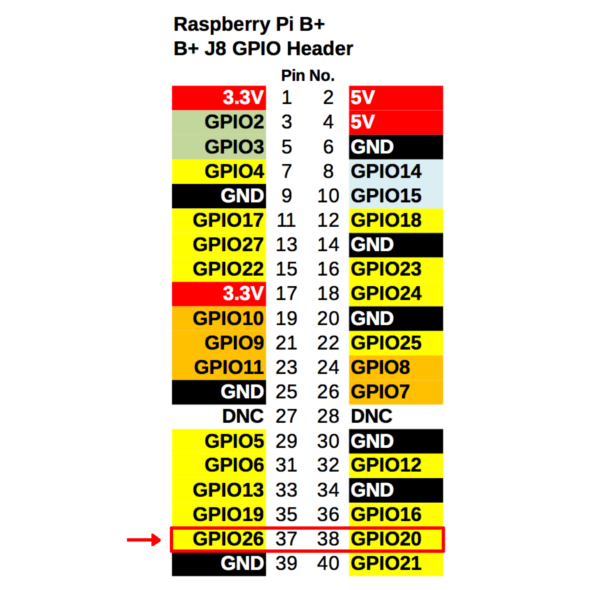 Raspberry Pi B+
B+ J8 GPIO Header
Pin No.
3.3V 1 2 5V
GPIO2 3 4 5V
GPIO3 5 6 GND
GPIO4 7 8 GPIO14
GND 9 10 GPIO15
GPIO17 11 12 GPIO18
GPIO27 13 14 GND
GPIO22 15 16 GPIO23
3.3V 17 18 GPIO24
GPIO10 19 20 GND
GPIO9 21 22 GPIO25
GPIO11 23 24 GPIO8
GND 25 26 GPIO7
DNC 27 28 DNC
GPIO5 29 30 GND
GPIO6 31 32 GPIO12
GPIO13 33 34 GND
GPIO19 35 36 GPIO16
GPIO26 37 38 GPIO20
GND 39 40 GPIO21